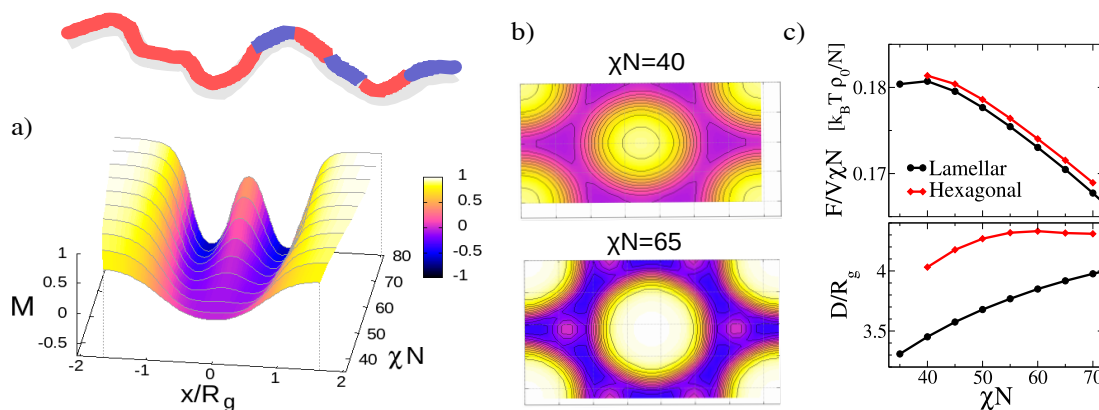 a)
M
1
0.5
0
-0.5
-2
-1
0
1
2
x/R_g
40
50
60
70
80
χN
1
0.5
0
-0.5
-1
b)
χN=40
χN=65
c)
F/VχN [k_BT ρ_0/N]
0.18
0.17
Lamellar
Hexagonal
D/R_g
4
3.5
40
50
60
70
χN